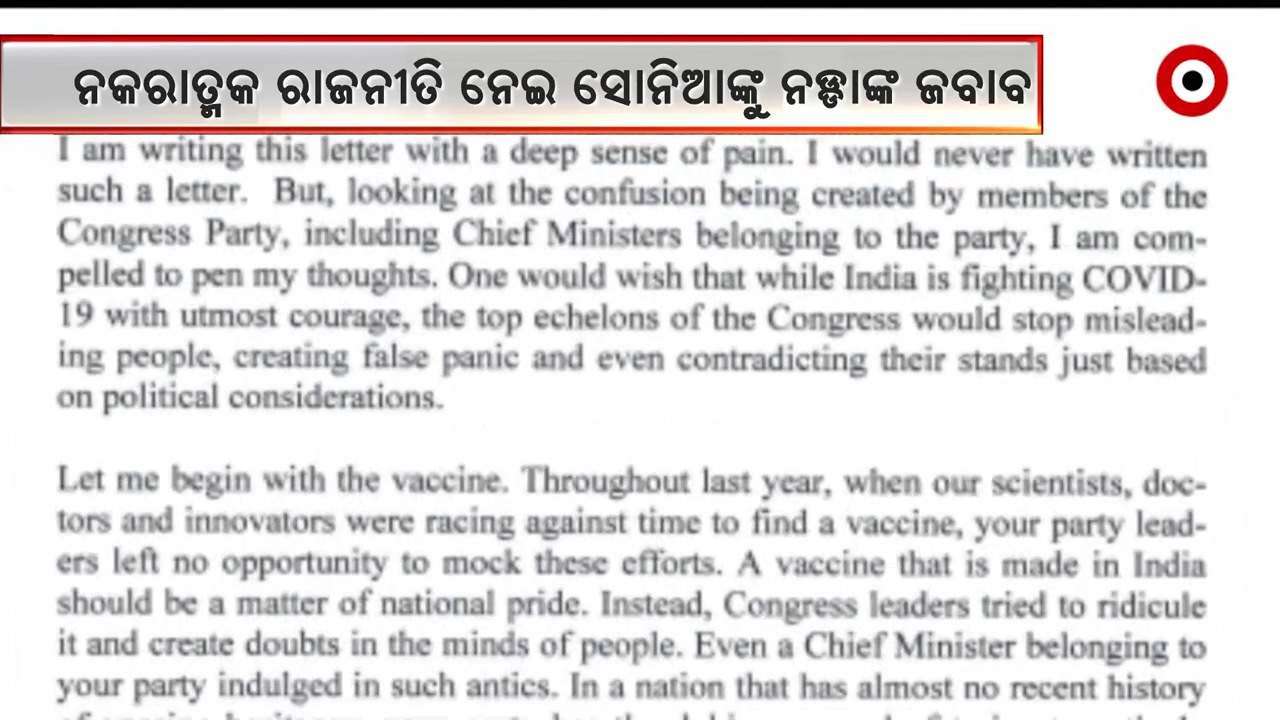 ନକରାତ୍ମକ ରାଜନୀତି ନେଇ ସୋନିଆଙ୍କୁ ନଡ୍ଡାଙ୍କ ଜବାବ
I am writing this letter with a deep sense of pain. I would never have written
such a letter. But, looking at the confusion being created by members of the
Congress Party, including Chief Ministers belonging to the party, I am com-
pelled to pen my thoughts. One would wish that while India is fighting COVID-
19 with utmost courage, the top echelons of the Congress would stop mislead-
ing people, creating false panic and even contradicting their stands just based
on political considerations.
Let me begin with the vaccine. Throughout last year, when our scientists, doc-
tors and innovators were racing against time to find a vaccine, your party lead-
ers left no opportunity to mock these efforts. A vaccine that is made in India
should be a matter of national pride. Instead, Congress leaders tried to ridicule
it and create doubts in the minds of people. Even a Chief Minister belonging to
your party indulged in such antics. In a nation that has almost no recent history